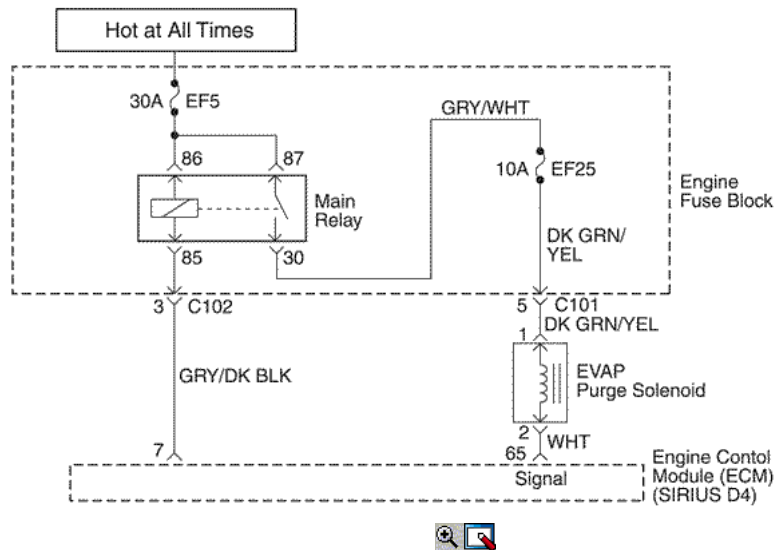 Hot at All Times
30A EF5
GRY/WHT
86 87
10A EF25
Engine
Fuse Block
Main
Relay
DK GRN/
YEL
85 30
3 C102
5 C101
DK GRN/YEL
1
GRY/DK BLK
EVAP
Purge Solenoid
2
WHT
7
65
Signal
Engine Contol
Module (ECM)
(SIRIUS D4)